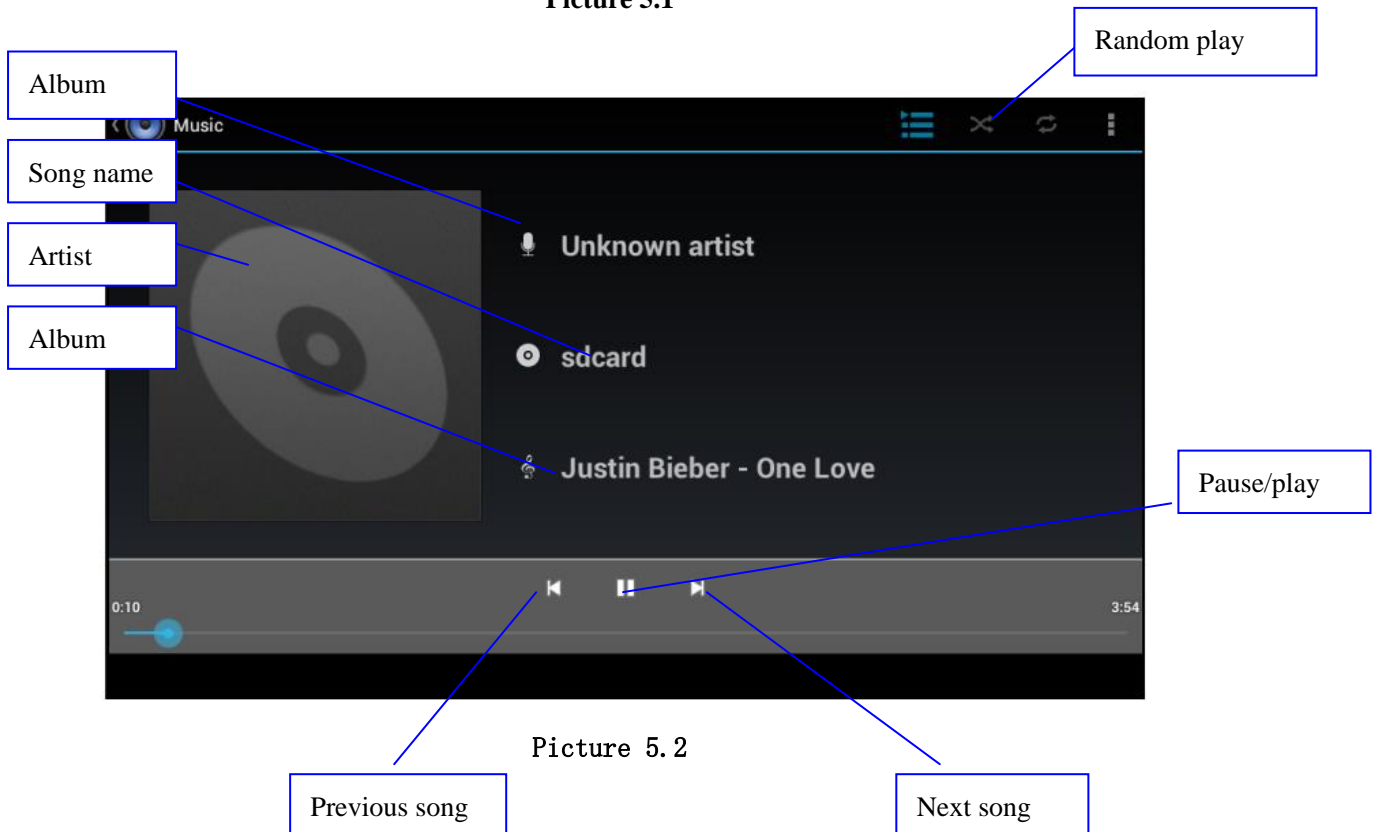 Picture 5.1
Random play
Album
Music
Song name
Artist
Unknown artist
Album
sdcard
Justin Bieber - One Love
Pause/play
0:10
3:54
Picture 5.2
Previous song
Next song